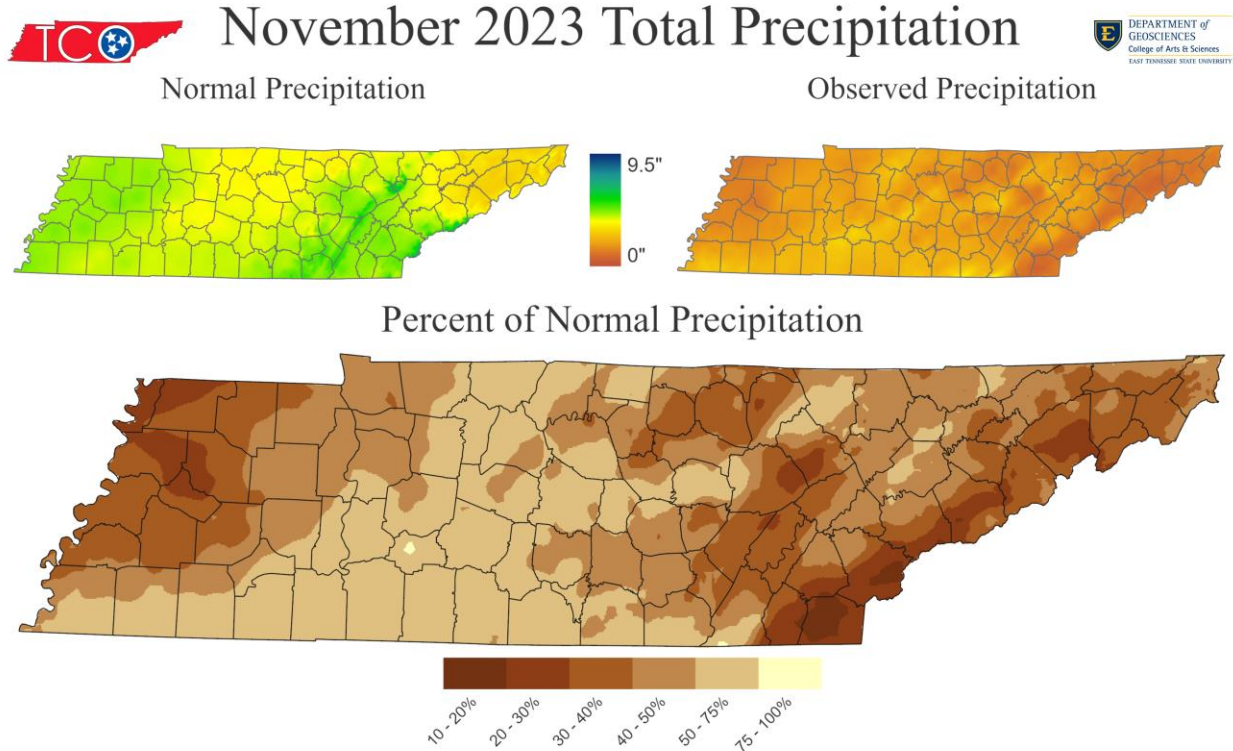 TCO
November 2023 Total Precipitation
DEPARTMENT of
GEOSCIENCES
College of Arts & Sciences
EAST TENNESSEE STATE UNIVERSITY
E
Normal Precipitation
Observed Precipitation
9.5"
0"
Percent of Normal Precipitation
10 - 20%
20 - 30%
30 - 40%
40 - 50%
50 - 75%
75 - 100%